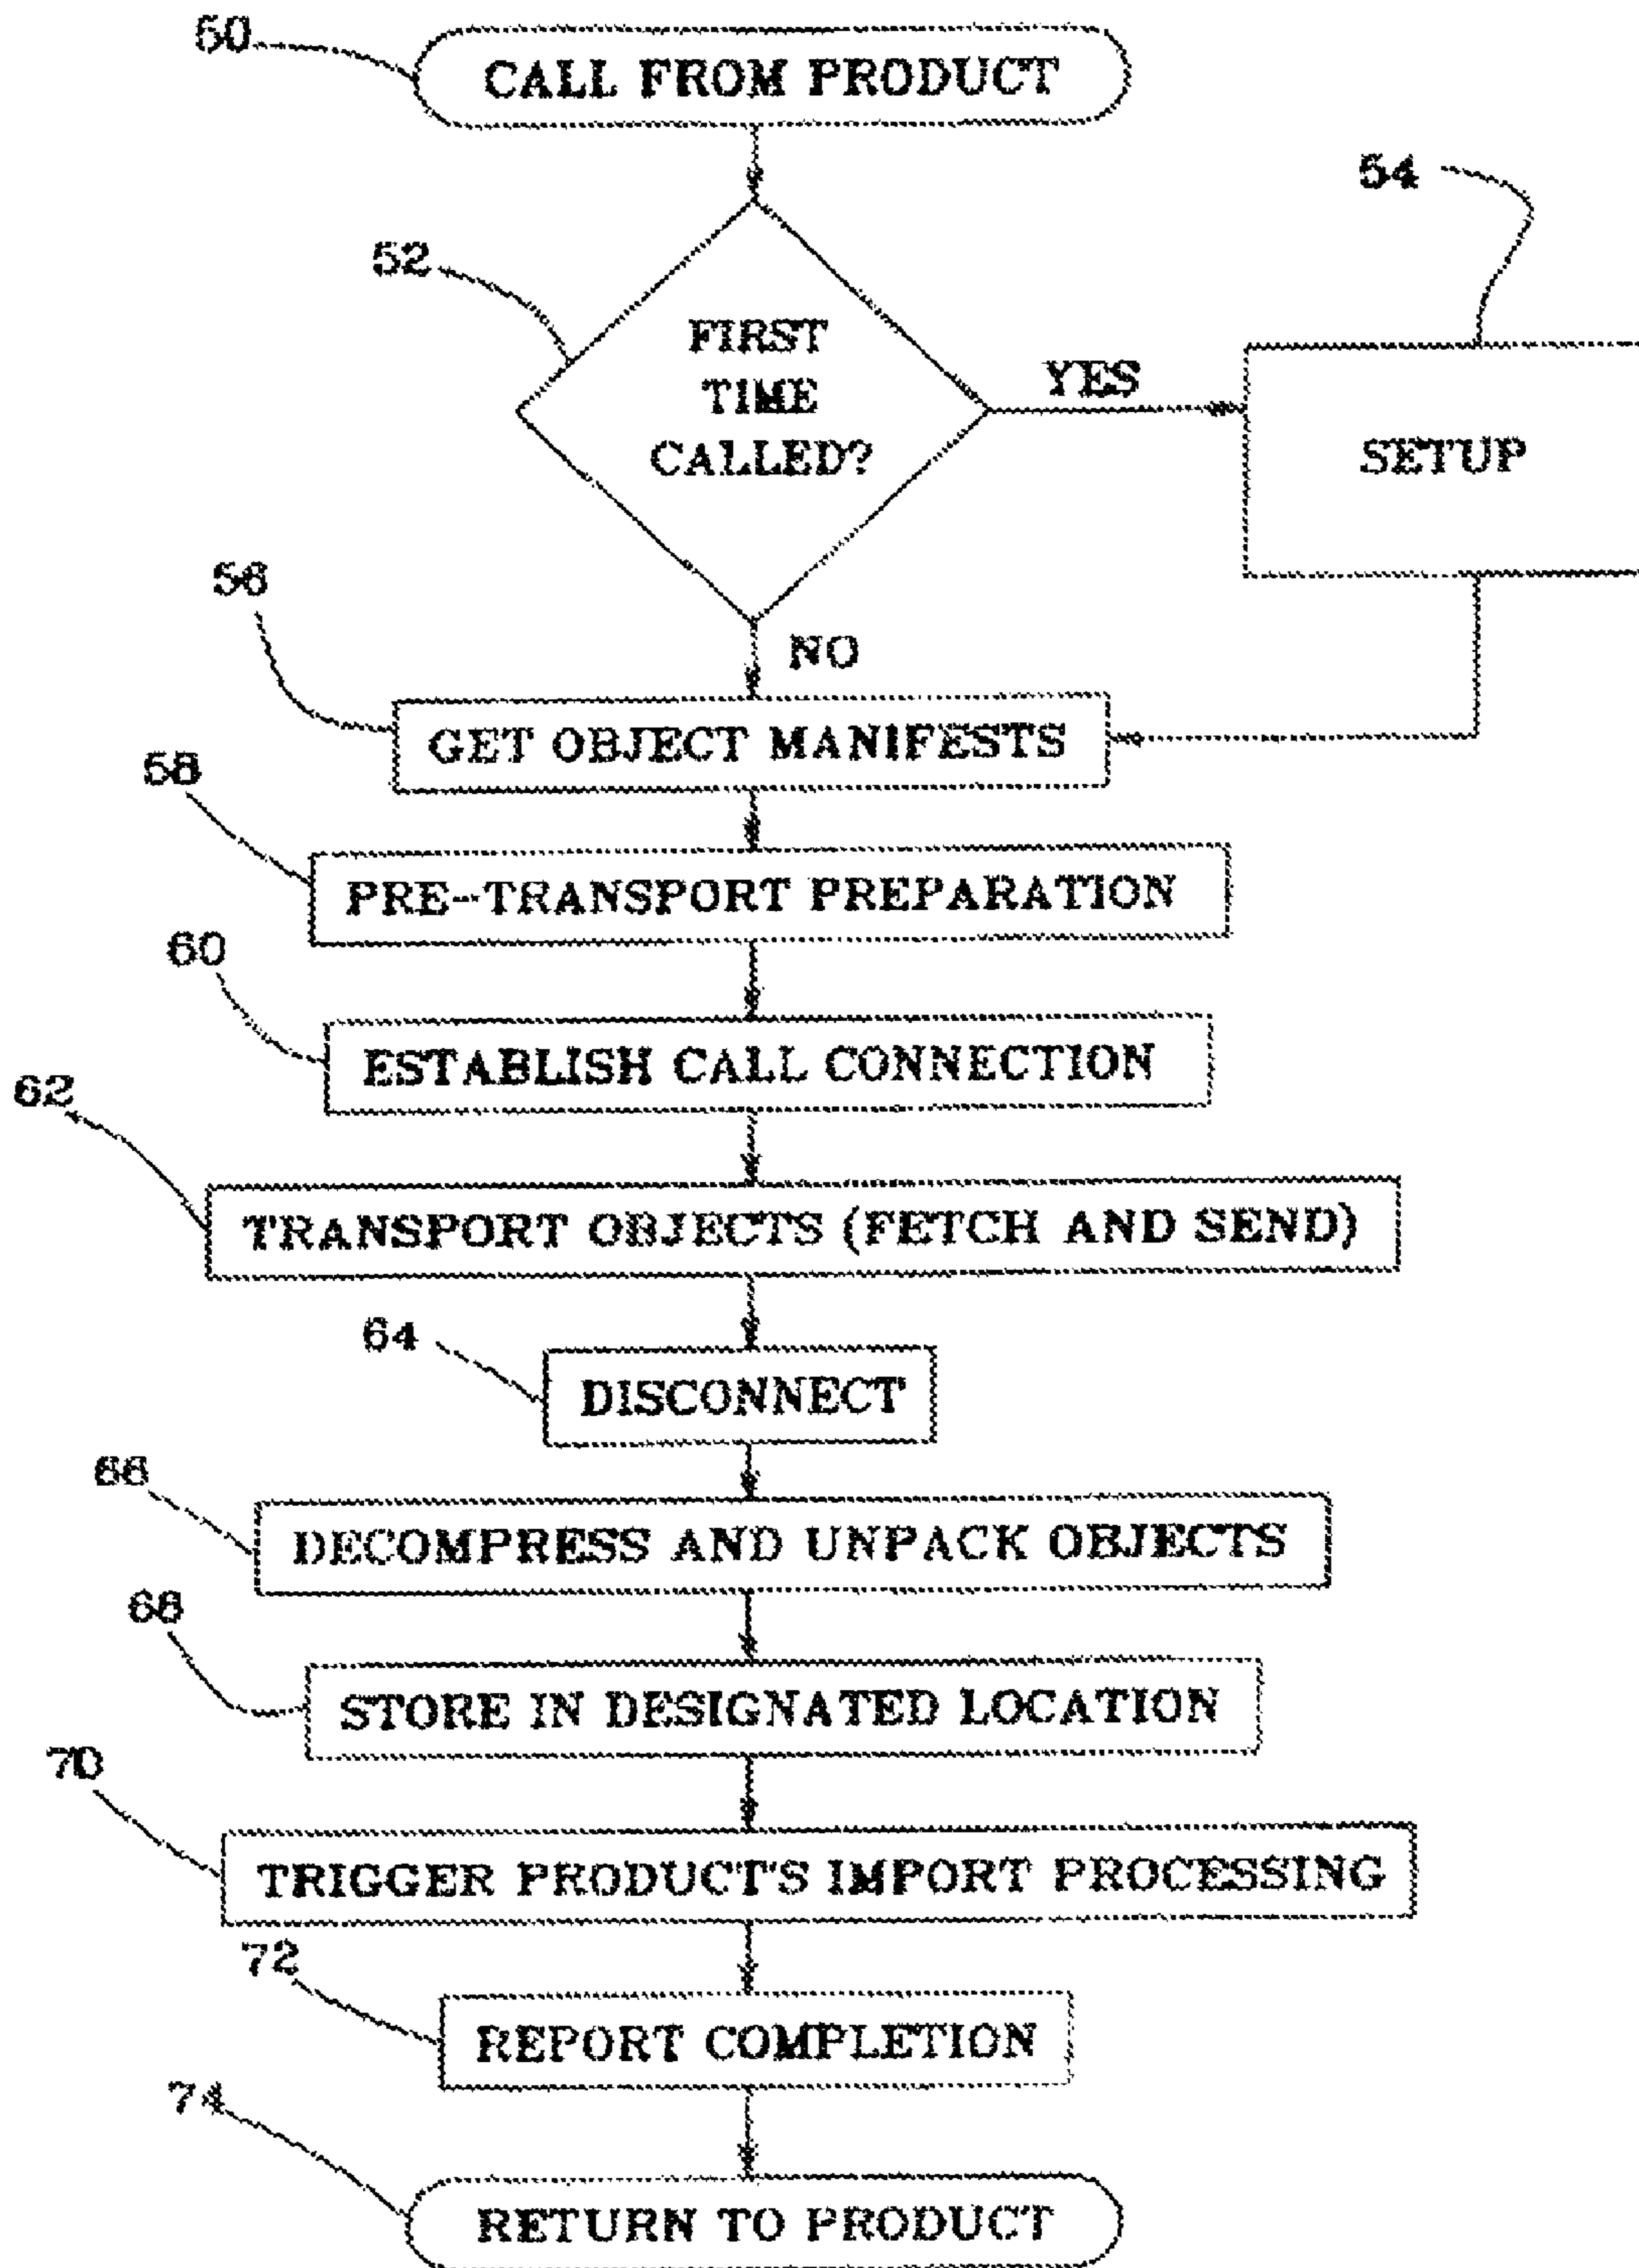 50
CALL FROM PRODUCT
54
52
FIRST
TIME
CALLED?
YES
SETUP
56
NO
GET OBJECT MANIFESTS
58
PRE-TRANSPORT PREPARATION
60
ESTABLISH CALL CONNECTION
62
TRANSPORT OBJECTS (FETCH AND SEND)
64
DISCONNECT
66
DECOMPRESS AND UNPACK OBJECTS
68
STORE IN DESIGNATED LOCATION
70
TRIGGER PRODUCT'S IMPORT PROCESSING
72
REPORT COMPLETION
74
RETURN TO PRODUCT